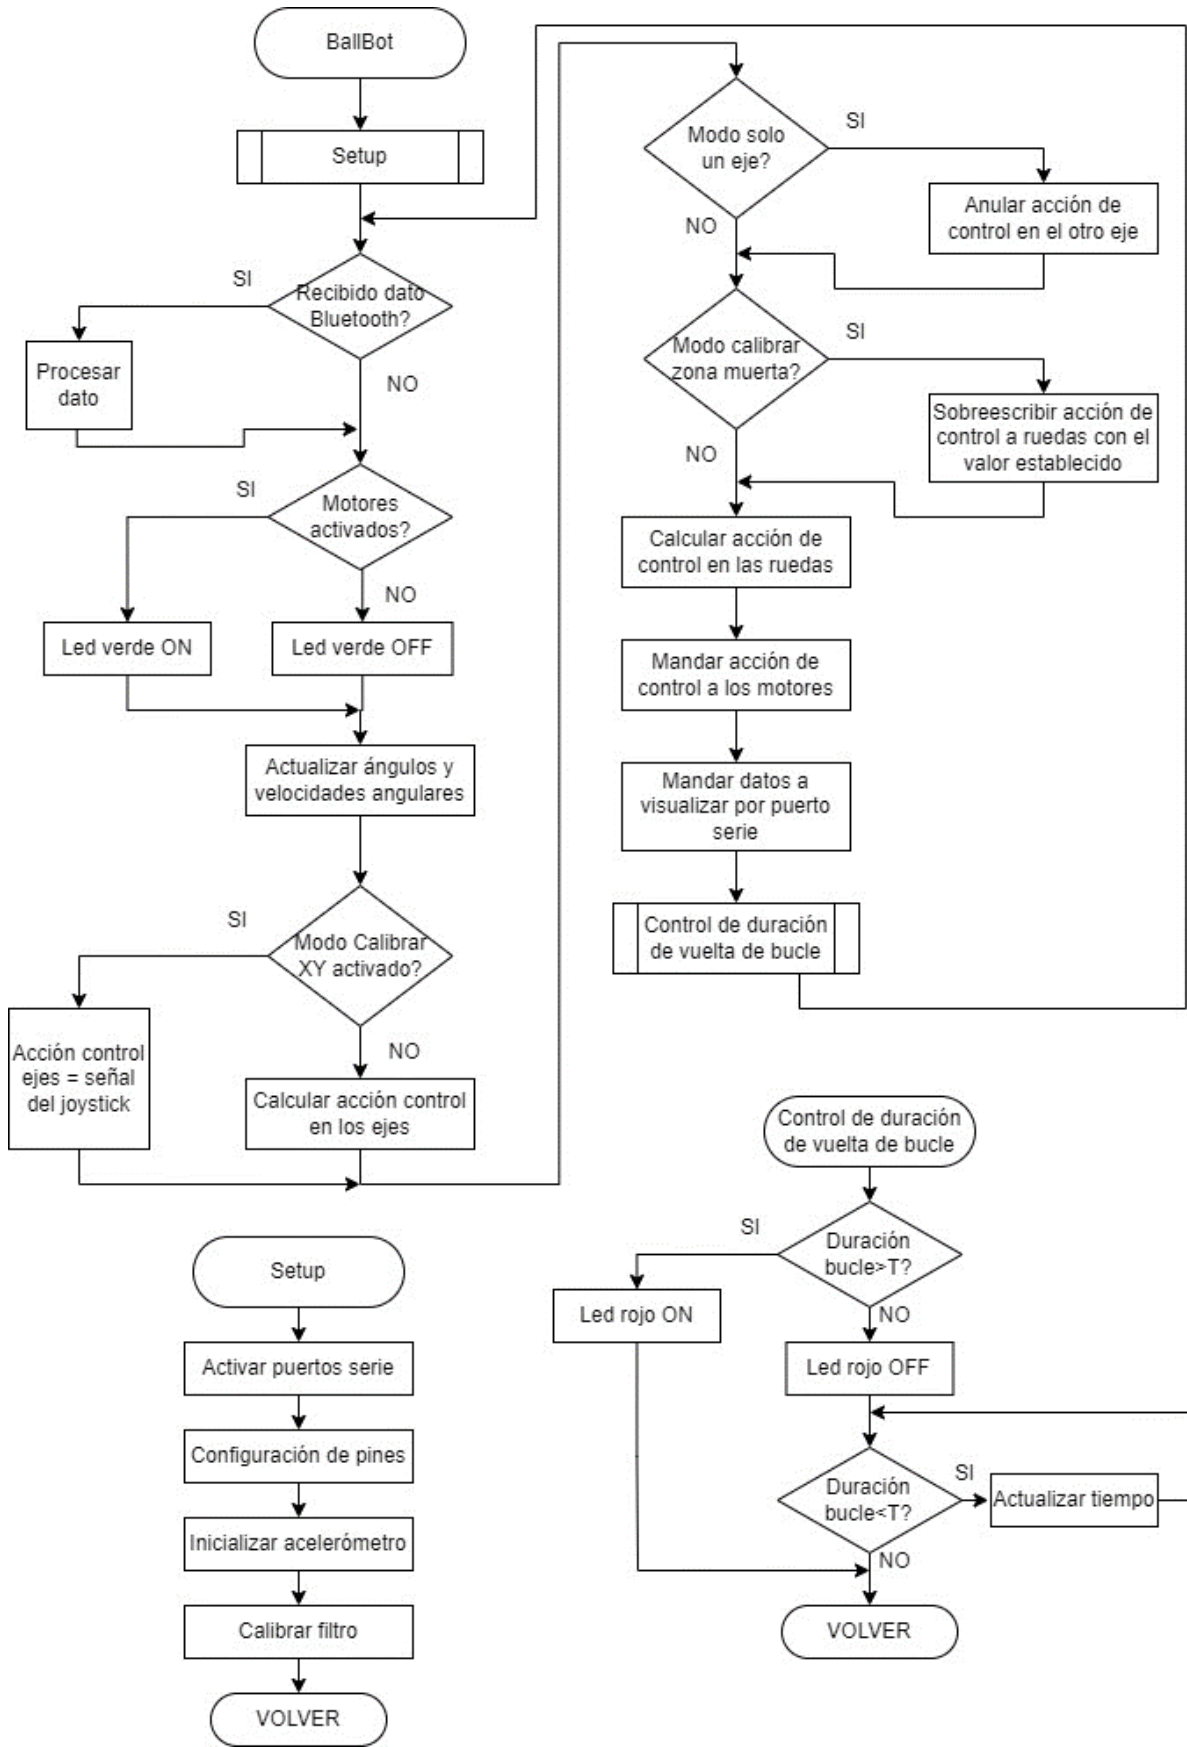 BallBot
Setup
SI
Recibido dato
Bluetooth?
Procesar
dato
NO
SI
Motores
activados?
NO
Led verde ON
Led verde OFF
Actualizar ángulos y
velocidades angulares
SI
Modo Calibrar
XY activado?
NO
Acción control
ejes = señal
del joystick
Calcular acción control
en los ejes
Modo solo
un eje?
SI
Anular acción de
control en el otro eje
NO
Modo calibrar
zona muerta?
SI
Sobreescribir acción de
control a ruedas con el
valor establecido
NO
Calcular acción de
control en las ruedas
Mandar acción de
control a los motores
Mandar datos a
visualizar por puerto
serie
Control de duración
de vuelta de bucle
Setup
Activar puertos serie
Configuración de pines
Inicializar acelerómetro
Calibrar filtro
VOLVER
Control de duración
de vuelta de bucle
SI
Duración
bucle>T?
NO
Led rojo ON
Led rojo OFF
Duración
bucle<T?
SI
Actualizar tiempo
NO
VOLVER